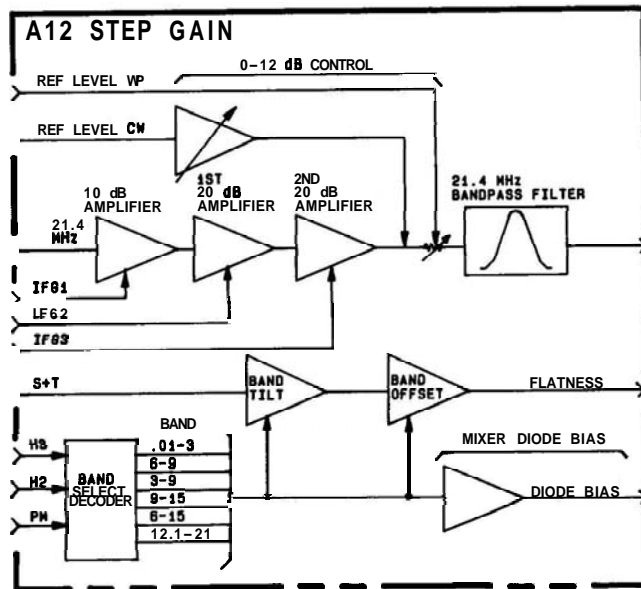 A12 STEP GAIN
0-12 dB CONTROL
REF LEVEL WP
REF LEVEL CW
10 dB
AMPLIFIER
1ST
20 dB
AMPLIFIER
2ND
20 dB
AMPLIFIER
21.4 MHz
BANDPASS FILTER
21.4
MHz
IFG1
LFG2
IFG3
S+T
BAND
TILT
BAND
OFFSET
FLATNESS
BAND
MIXER DIODE BIAS
H3
H2
PN
BAND
SELECT
DECODER
.01-3
6-9
3-9
9-15
6-15
12.1-21
DIODE BIAS